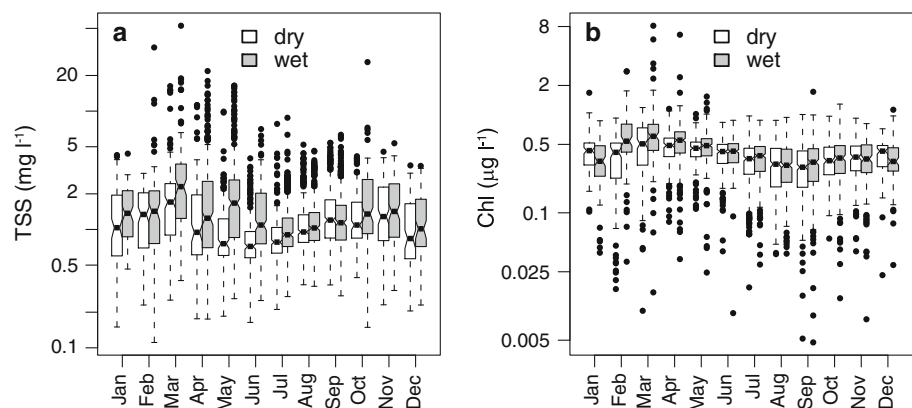 a
dry
wet
TSS (mg l-1)
20
5
2
0.5
0.1
Jan
Feb
Mar
Apr
May
Jun
Jul
Aug
Sep
Oct
Nov
Dec
b
dry
wet
Chl (μg l-1)
8
2
0.5
0.1
0.025
0.005
Jan
Feb
Mar
Apr
May
Jun
Jul
Aug
Sep
Oct
Nov
Dec